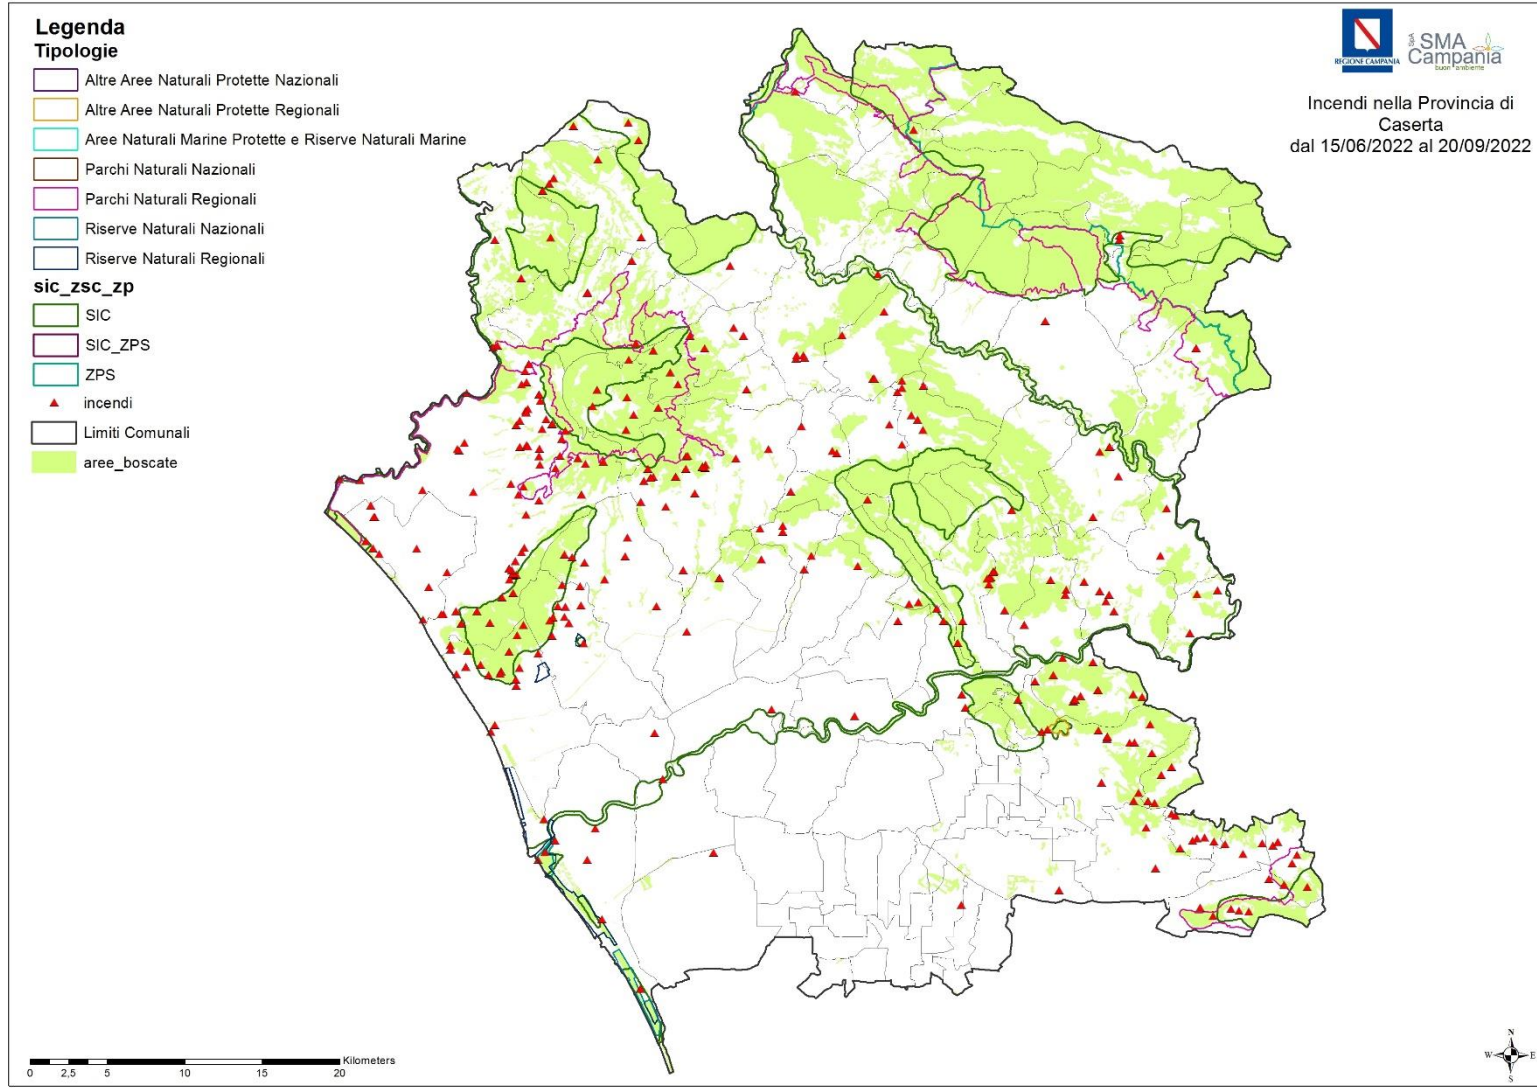 Legenda
Tipologie
Altre Aree Naturali Protette Nazionali
Altre Aree Naturali Protette Regionali
Aree Naturali Marine Protette e Riserve Naturali Marine
Parchi Naturali Nazionali
Parchi Naturali Regionali
Riserve Naturali Nazionali
Riserve Naturali Regionali
sic_zsc_zp
SIC
SIC_ZPS
ZPS
incendi
Limiti Comunali
aree_boscate
REGIONE CAMPANIA
SpA
SMA
Campania
buon ambiente
Incendi nella Provincia di
Caserta
dal 15/06/2022 al 20/09/2022
Kilometers
0 2,5 5 10 15 20
N
W E
S